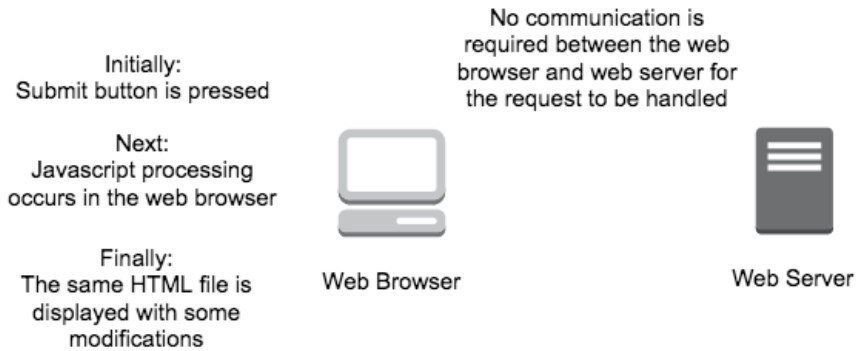 Initially:
Submit button is pressed
Next:
Javascript processing
occurs in the web browser
Finally:
The same HTML file is
displayed with some
modifications
No communication is
required between the web
browser and web server for
the request to be handled
Web Browser
Web Server